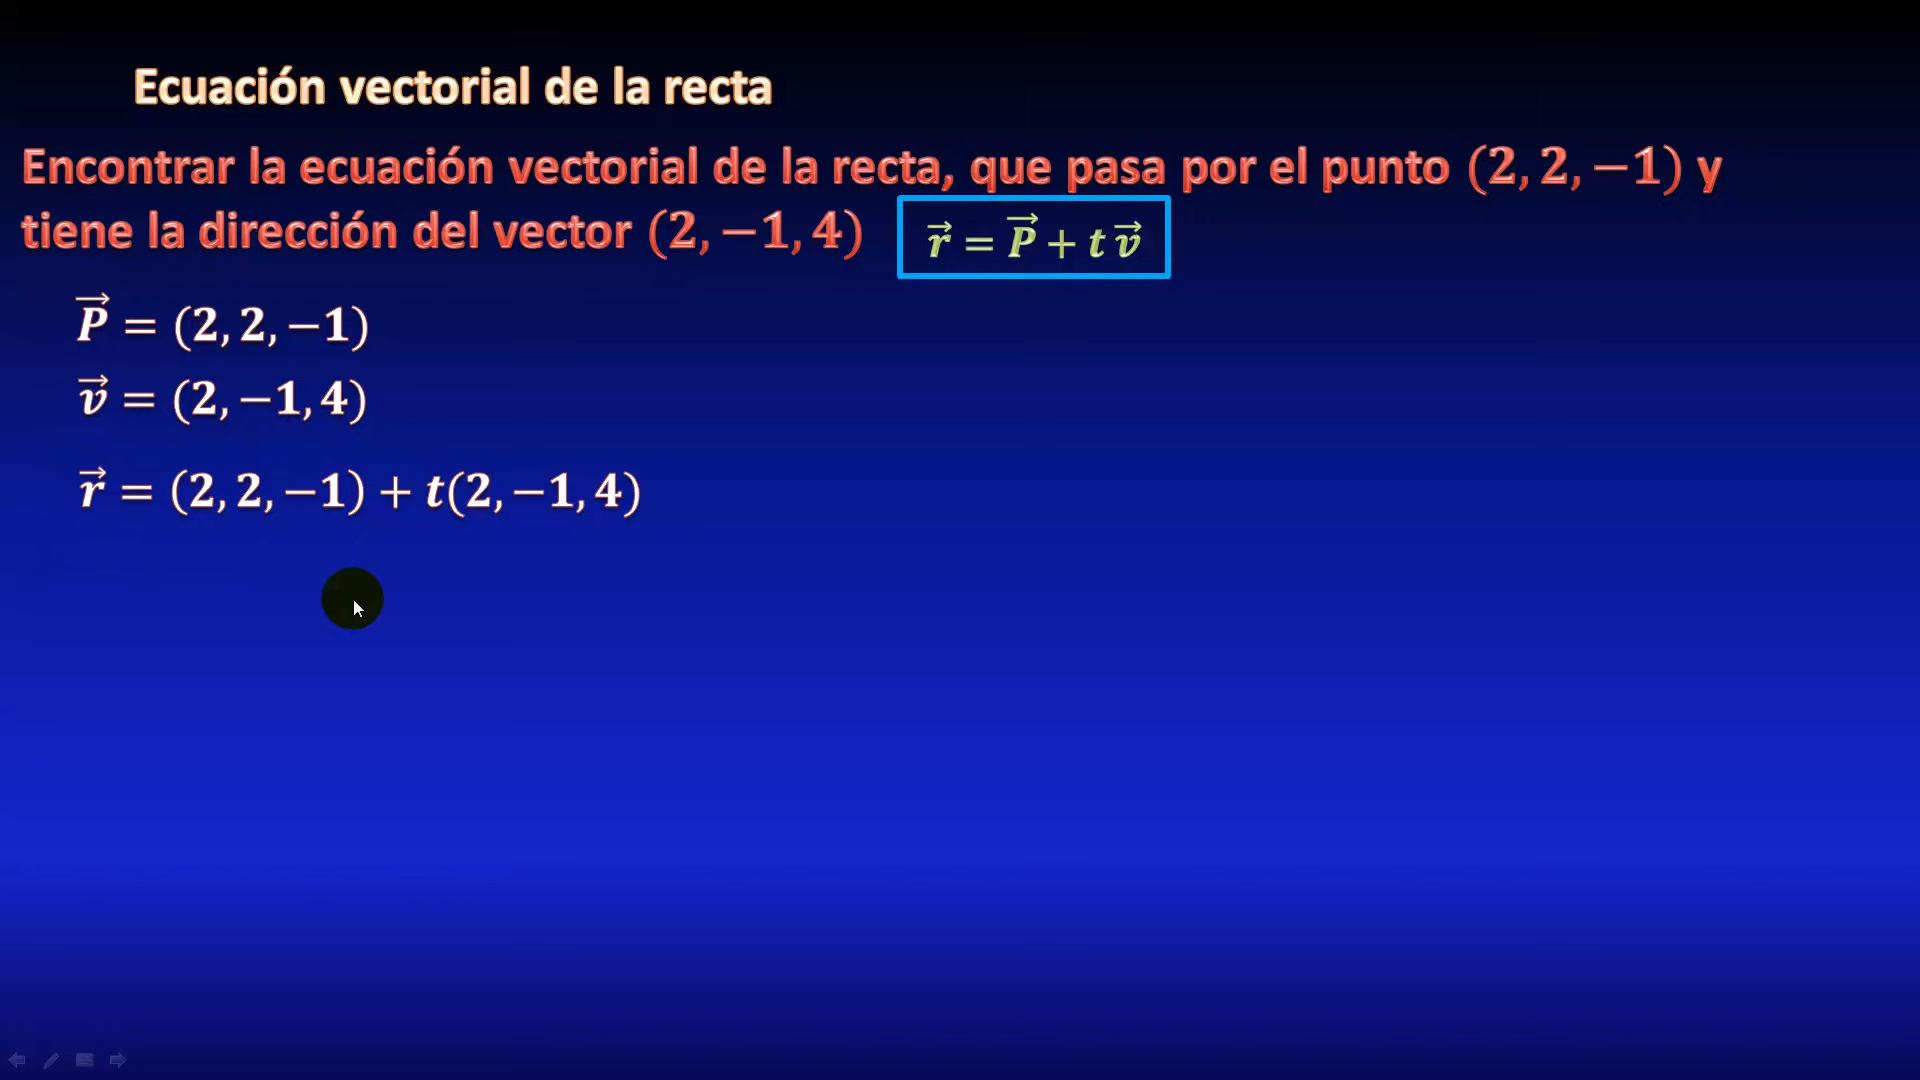 Ecuación vectorial de la recta
Encontrar la ecuación vectorial de la recta, que pasa por el punto (2, 2, −1) y
tiene la dirección del vector (2, −1, 4)
r⃗ = P⃗ + t v⃗
P⃗ = (2, 2, −1)
v⃗ = (2, −1, 4)
r⃗ = (2, 2, −1) + t(2, −1, 4)